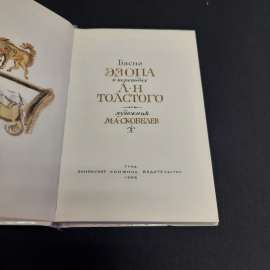 Басни
ЭЗОПА
в переводах
Л·Н
ТОЛСТОГО
художник
М.А.СКОБЕЛЕВ
ТУЛА
ПРИОКСКОЕ КНИЖНОЕ ИЗДАТЕЛЬСТВО